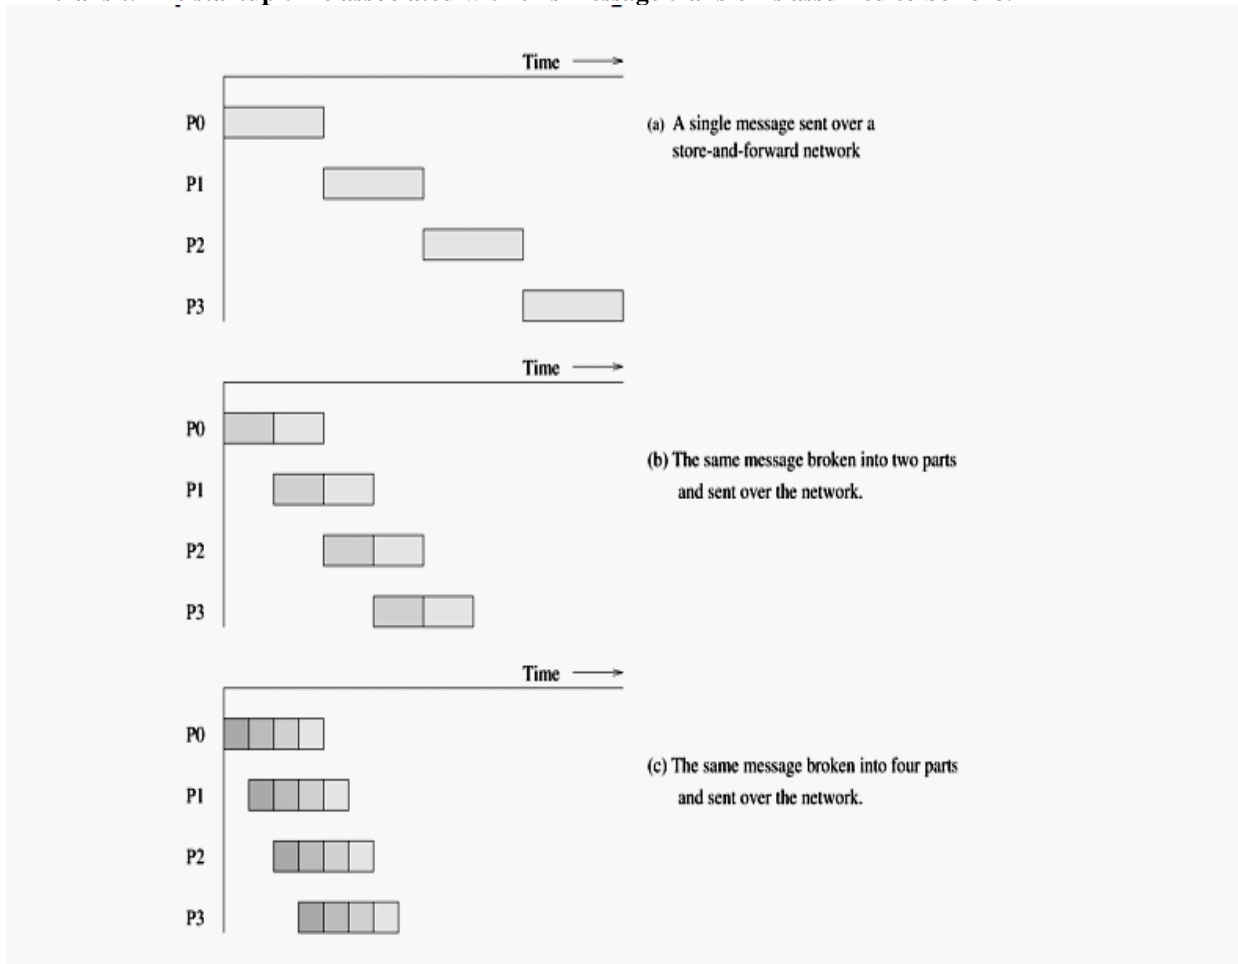 Time
P0
(a) A single message sent over a
store-and-forward network
P1
P2
P3
Time
P0
(b) The same message broken into two parts
P1
and sent over the network.
P2
P3
Time
P0
(c) The same message broken into four parts
P1
and sent over the network.
P2
P3